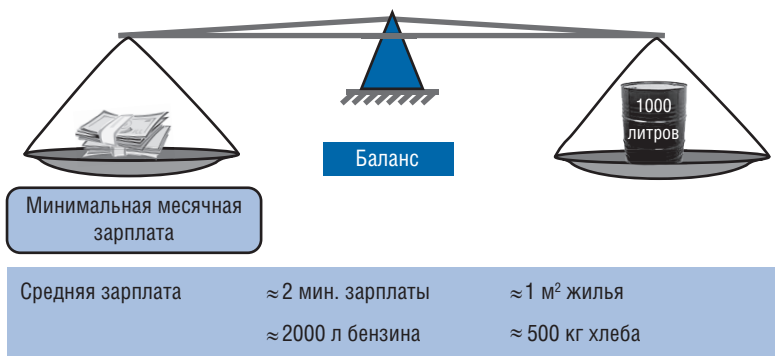 1000
литров
Баланс
Минимальная месячная
зарплата
Средняя зарплата ≈ 2 мин. зарплаты ≈ 1 м² жилья
≈ 2000 л бензина ≈ 500 кг хлеба